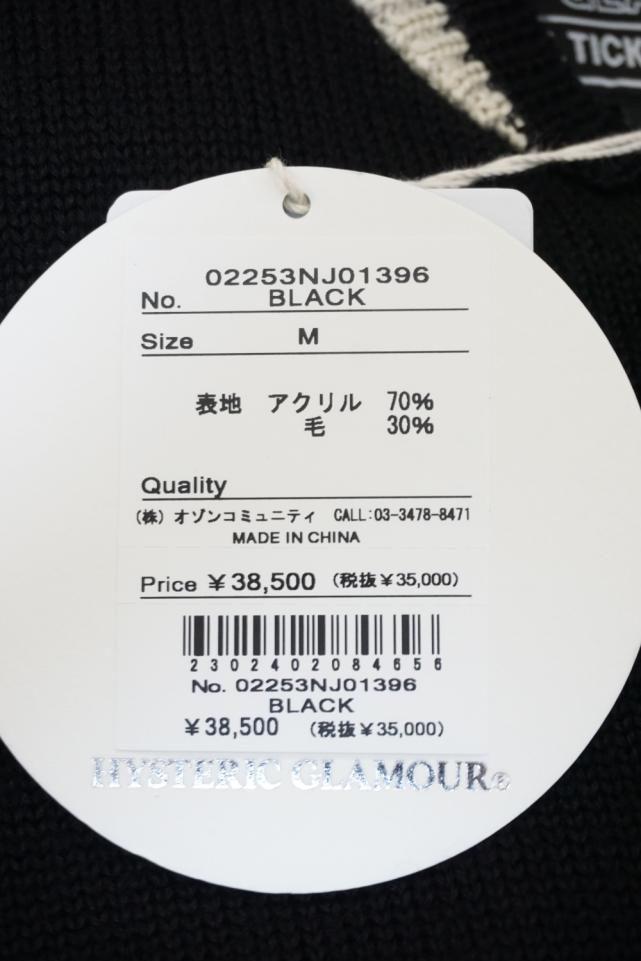 TICK
02253NJ01396
No. BLACK
Size M
表地 アクリル 70%
毛 30%
Quality
(株) オゾンコミュニティ CALL:03-3478-8471
MADE IN CHINA
Price ¥38,500 (税抜¥35,000)
2302402084656
No. 02253NJ01396
BLACK
¥38,500 (税抜¥35,000)
HYSTERIC GLAMOUR®